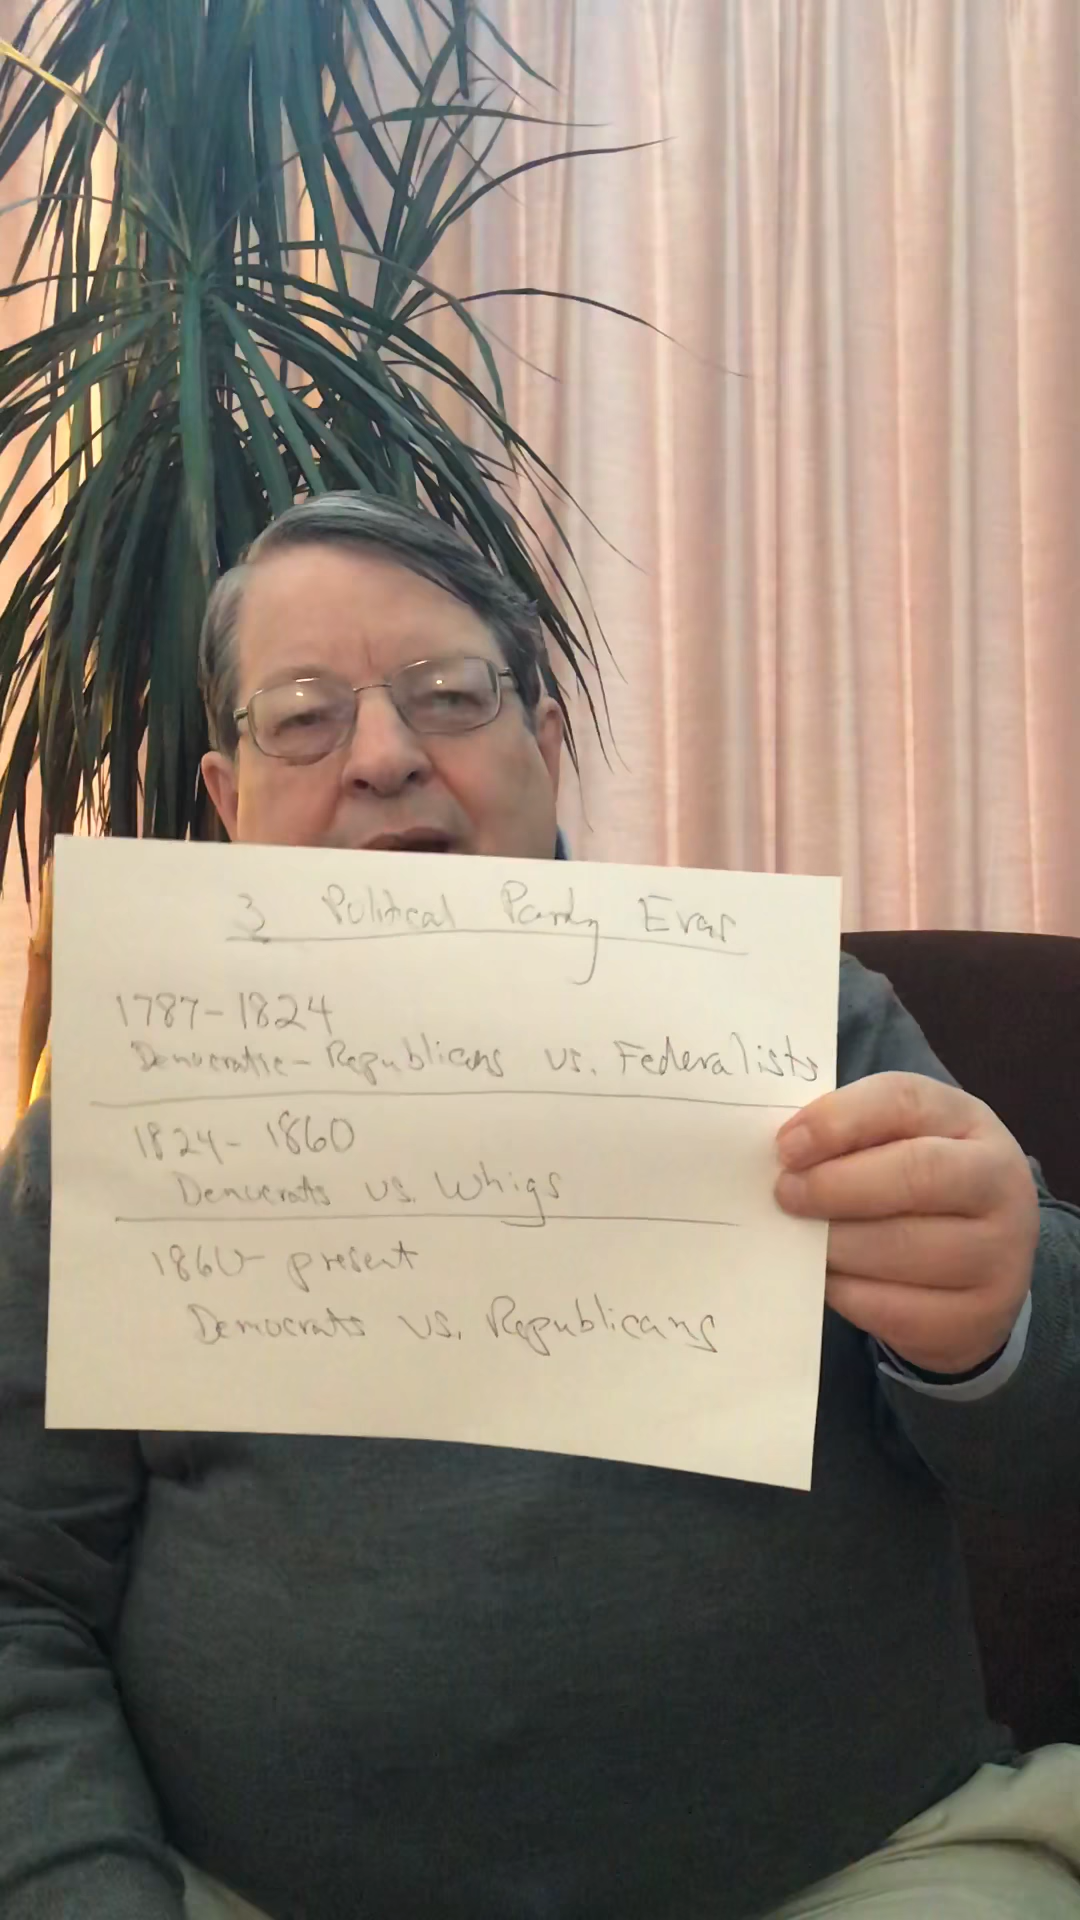 3 Political Party Eras
1787-1824
Democratic-Republicans vs. Federalists
1824-1860
Democrats vs. Whigs
1860-present
Democrats vs. Republicans